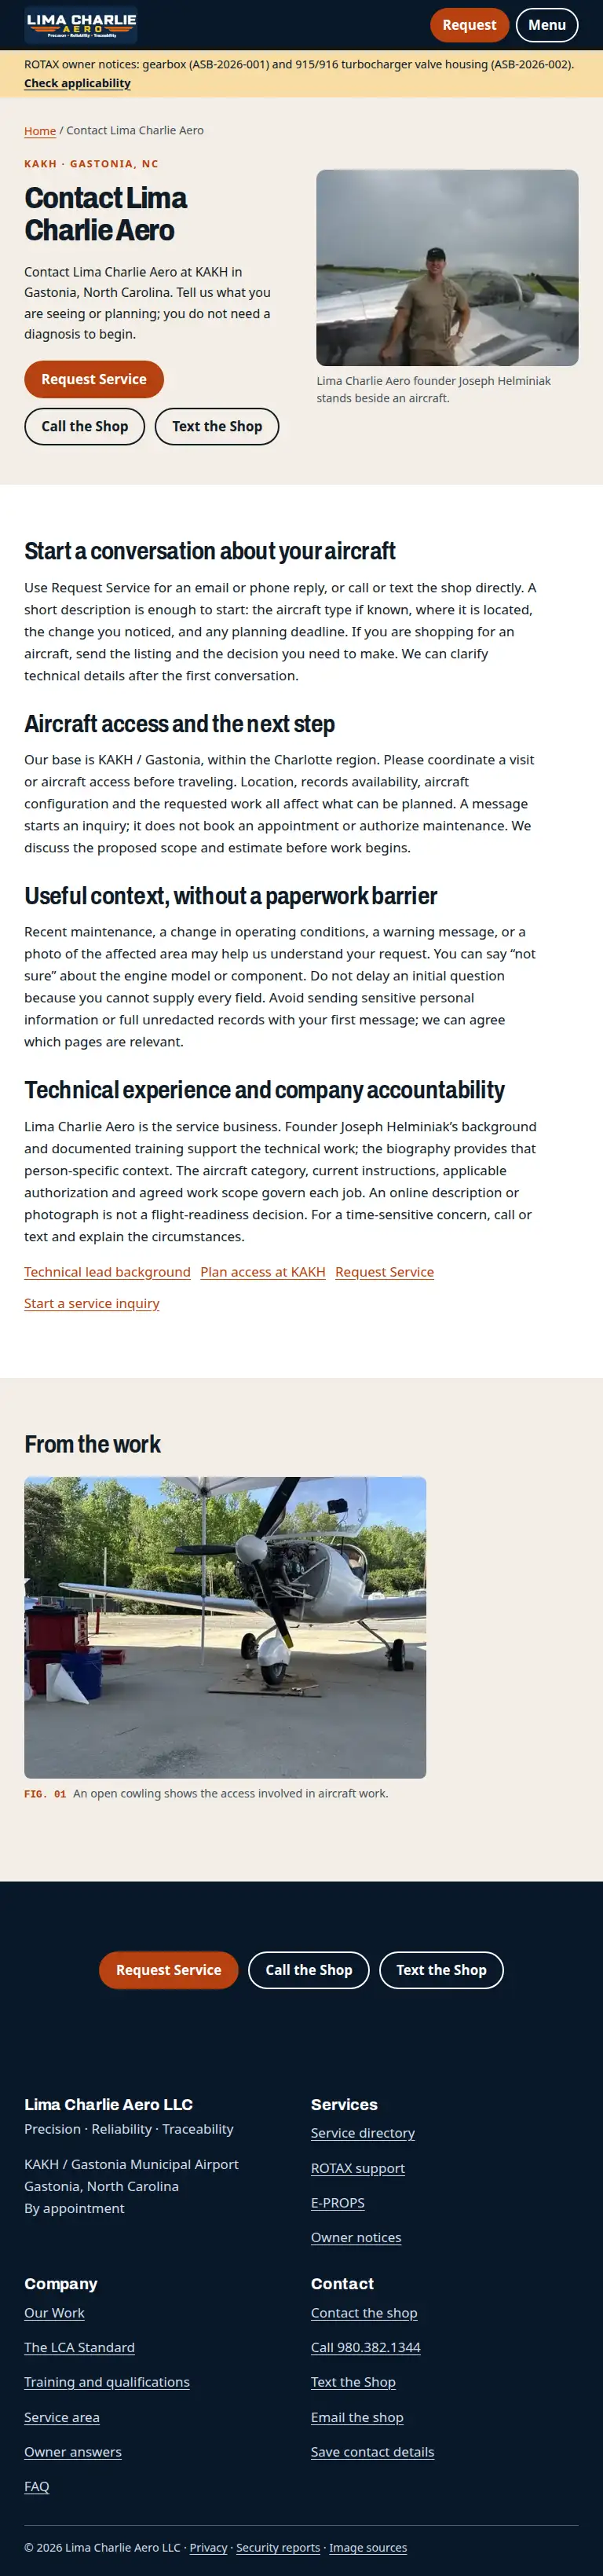 LIMA CHARLIE
AERO
Precision · Reliability · Traceability
Request
Menu
ROTAX owner notices: gearbox (ASB-2026-001) and 915/916 turbocharger valve housing (ASB-2026-002).
Check applicability
Home / Contact Lima Charlie Aero
KAKH · GASTONIA, NC
Contact Lima
Charlie Aero
Contact Lima Charlie Aero at KAKH in
Gastonia, North Carolina. Tell us what you
are seeing or planning; you do not need a
diagnosis to begin.
Request Service
Call the Shop
Text the Shop
Lima Charlie Aero founder Joseph Helminiak
stands beside an aircraft.
Start a conversation about your aircraft
Use Request Service for an email or phone reply, or call or text the shop directly. A
short description is enough to start: the aircraft type if known, where it is located,
the change you noticed, and any planning deadline. If you are shopping for an
aircraft, send the listing and the decision you need to make. We can clarify
technical details after the first conversation.
Aircraft access and the next step
Our base is KAKH / Gastonia, within the Charlotte region. Please coordinate a visit
or aircraft access before traveling. Location, records availability, aircraft
configuration and the requested work all affect what can be planned. A message
starts an inquiry; it does not book an appointment or authorize maintenance. We
discuss the proposed scope and estimate before work begins.
Useful context, without a paperwork barrier
Recent maintenance, a change in operating conditions, a warning message, or a
photo of the affected area may help us understand your request. You can say “not
sure” about the engine model or component. Do not delay an initial question
because you cannot supply every field. Avoid sending sensitive personal
information or full unredacted records with your first message; we can agree
which pages are relevant.
Technical experience and company accountability
Lima Charlie Aero is the service business. Founder Joseph Helminiak’s background
and documented training support the technical work; the biography provides that
person-specific context. The aircraft category, current instructions, applicable
authorization and agreed work scope govern each job. An online description or
photograph is not a flight-readiness decision. For a time-sensitive concern, call or
text and explain the circumstances.
Technical lead background Plan access at KAKH Request Service
Start a service inquiry
From the work
FIG. 01 An open cowling shows the access involved in aircraft work.
Request Service
Call the Shop
Text the Shop
Lima Charlie Aero LLC
Precision · Reliability · Traceability
KAKH / Gastonia Municipal Airport
Gastonia, North Carolina
By appointment
Services
Service directory
ROTAX support
E-PROPS
Owner notices
Company
Our Work
The LCA Standard
Training and qualifications
Service area
Owner answers
FAQ
Contact
Contact the shop
Call 980.382.1344
Text the Shop
Email the shop
Save contact details
© 2026 Lima Charlie Aero LLC · Privacy · Security reports · Image sources